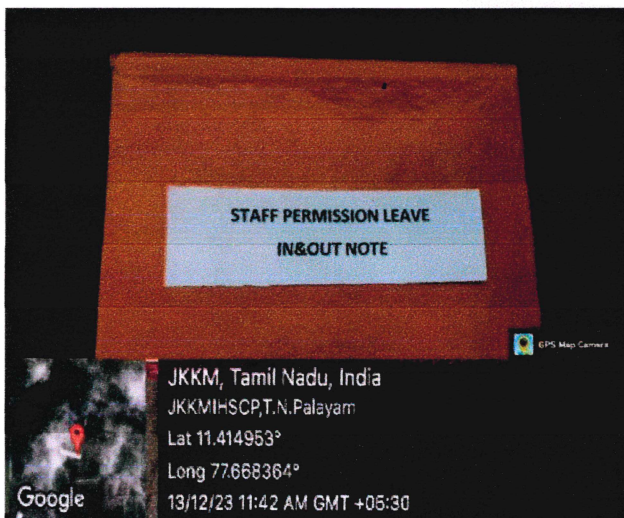 STAFF PERMISSION LEAVE
IN&OUT NOTE
GPS Map Camera
JKKM, Tamil Nadu, India
JKKMIHSCP,T.N.Palayam
Lat 11.414953°
Long 77.668364°
Google
13/12/23 11:42 AM GMT +05:30